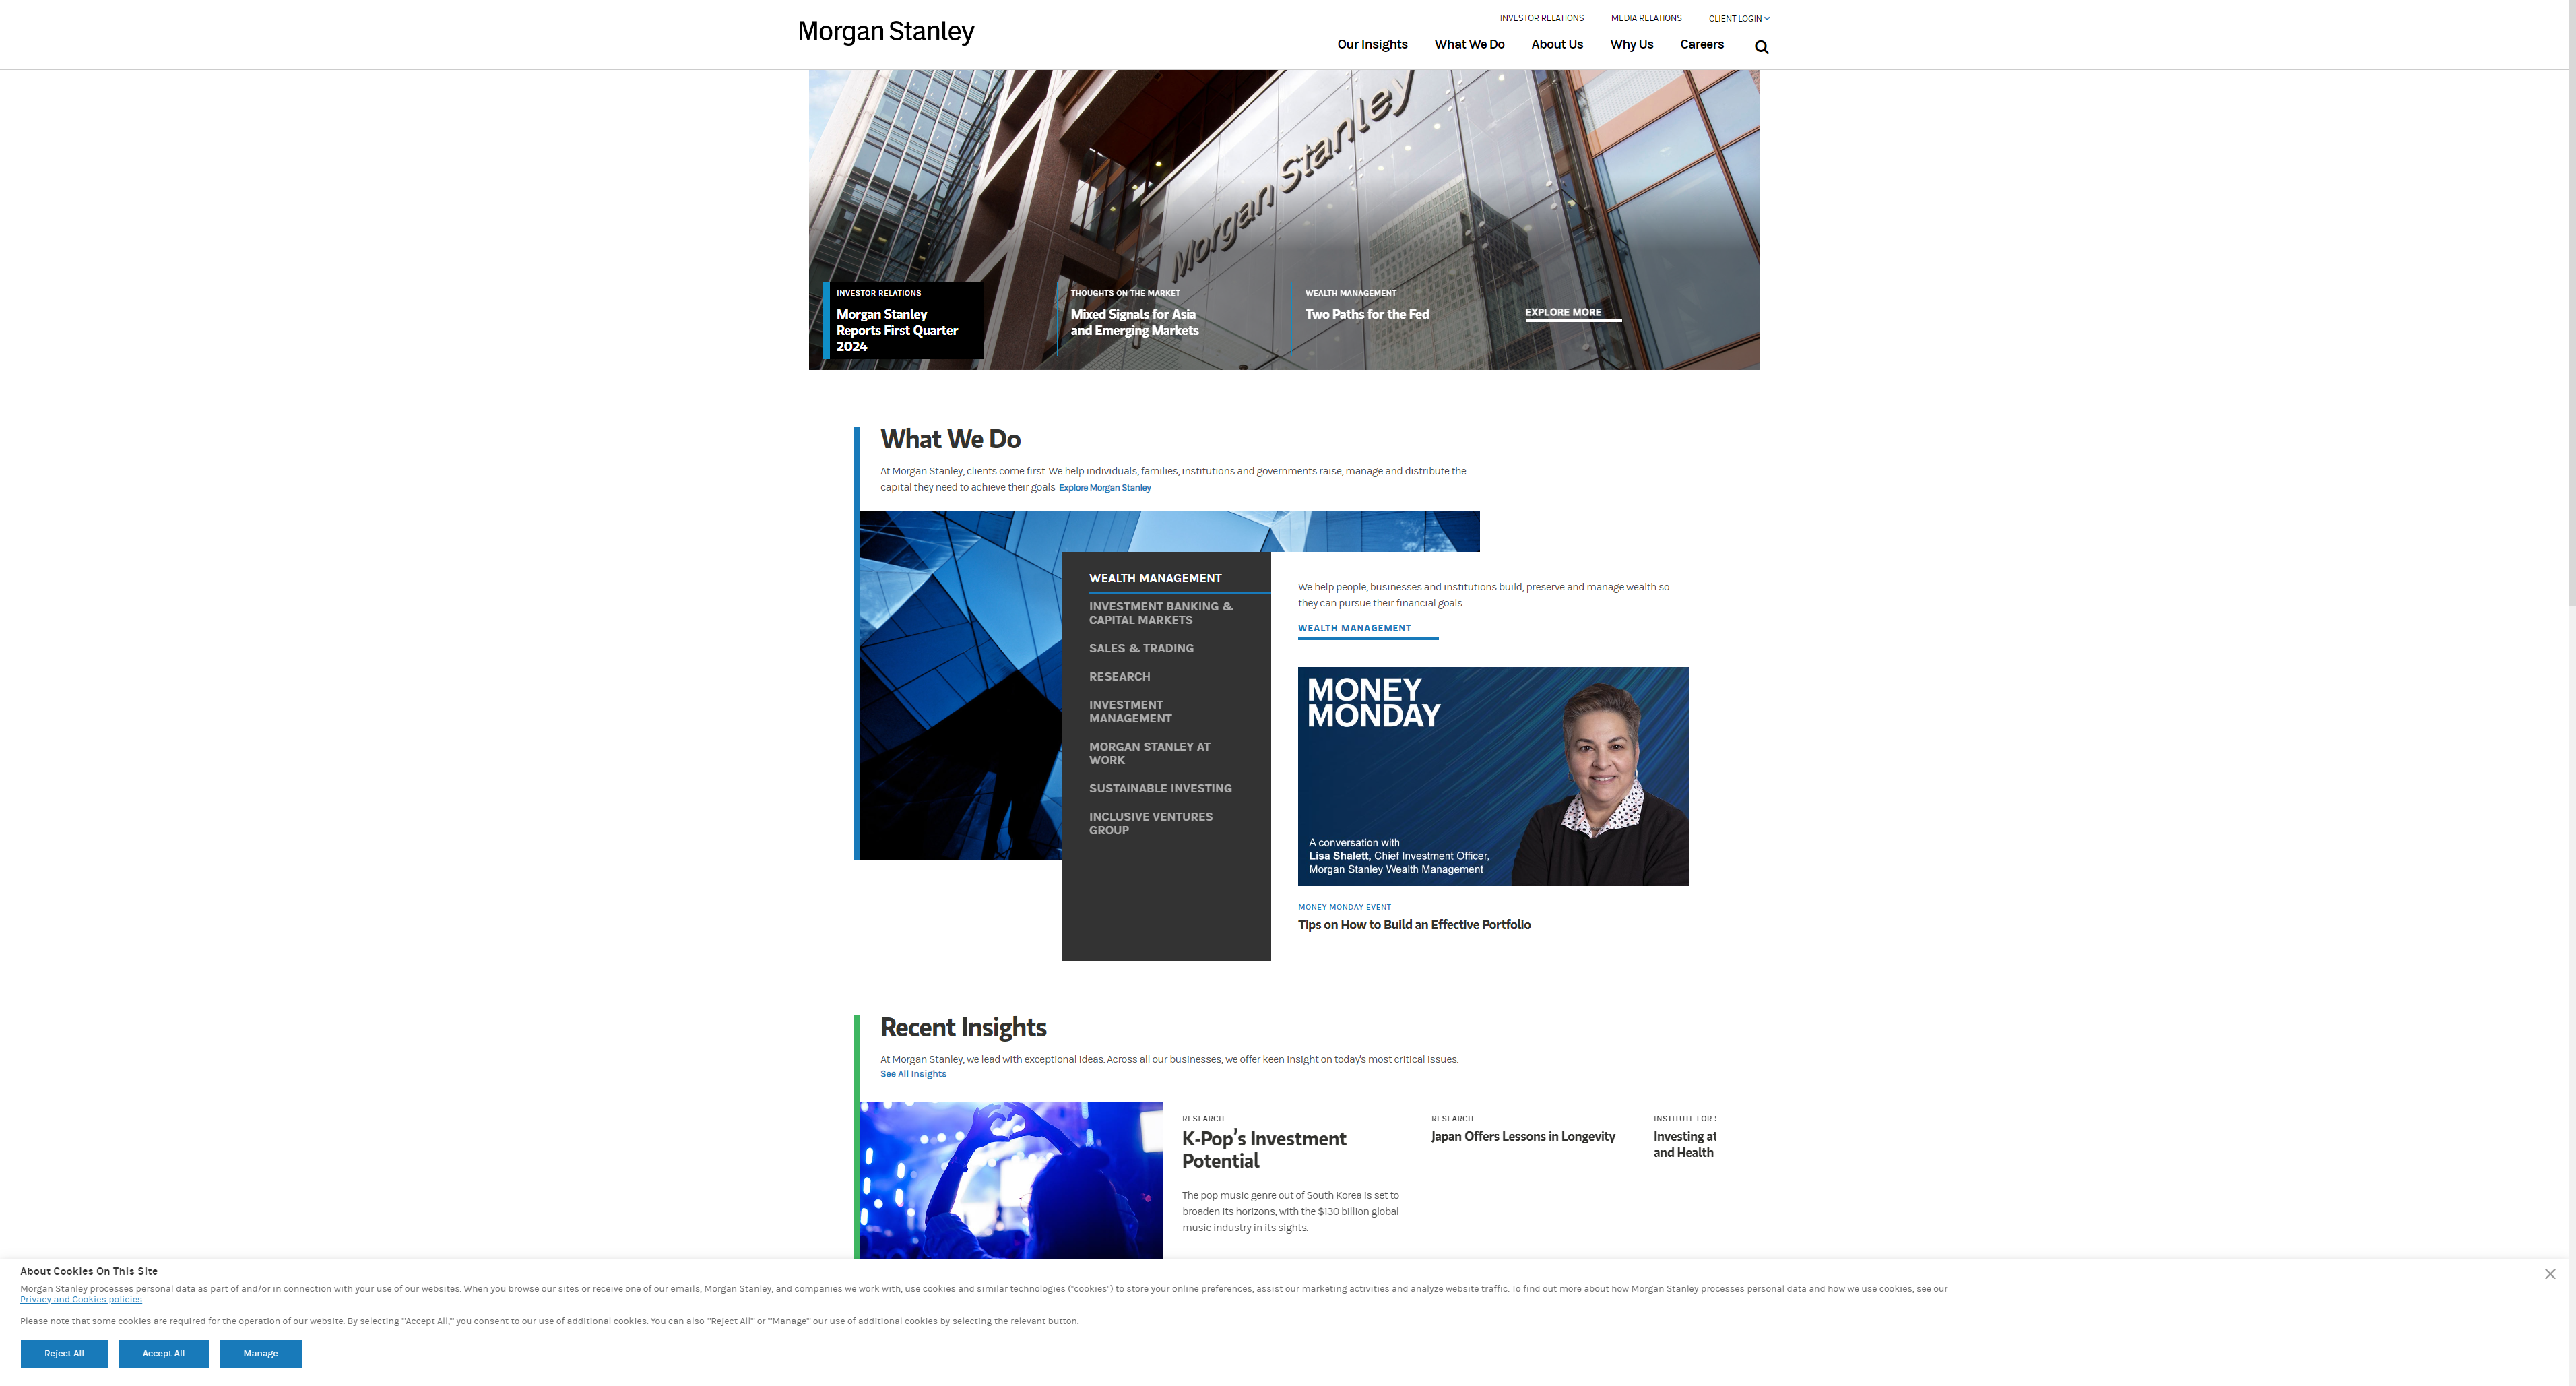 Morgan Stanley
INVESTOR RELATIONS
MEDIA RELATIONS
CLIENT LOGIN
Our Insights
What We Do
About Us
Why Us
Careers
Morgan Stanley
INVESTOR RELATIONS
Morgan Stanley
Reports First Quarter
2024
THOUGHTS ON THE MARKET
Mixed Signals for Asia
and Emerging Markets
WEALTH MANAGEMENT
Two Paths for the Fed
EXPLORE MORE
What We Do
At Morgan Stanley, clients come first. We help individuals, families, institutions and governments raise, manage and distribute the
capital they need to achieve their goals Explore Morgan Stanley
WEALTH MANAGEMENT
INVESTMENT BANKING &
CAPITAL MARKETS
SALES & TRADING
RESEARCH
INVESTMENT
MANAGEMENT
MORGAN STANLEY AT
WORK
SUSTAINABLE INVESTING
INCLUSIVE VENTURES
GROUP
We help people, businesses and institutions build, preserve and manage wealth so
they can pursue their financial goals.
WEALTH MANAGEMENT
MONEY
MONDAY
A conversation with
Lisa Shalett, Chief Investment Officer,
Morgan Stanley Wealth Management
MONEY MONDAY EVENT
Tips on How to Build an Effective Portfolio
Recent Insights
At Morgan Stanley, we lead with exceptional ideas. Across all our businesses, we offer keen insight on today's most critical issues.
See All Insights
RESEARCH
K-Pop's Investment
Potential
The pop music genre out of South Korea is set to
broaden its horizons, with the $130 billion global
music industry in its sights.
RESEARCH
Japan Offers Lessons in Longevity
INSTITUTE FOR
Investing at
and Health
About Cookies On This Site
Morgan Stanley processes personal data as part of and/or in connection with your use of our websites. When you browse our sites or receive one of our emails, Morgan Stanley, and companies we work with, use cookies and similar technologies ("cookies") to store your online preferences, assist our marketing activities and analyze website traffic. To find out more about how Morgan Stanley processes personal data and how we use cookies, see our
Privacy and Cookies policies.
Please note that some cookies are required for the operation of our website. By selecting "Accept All," you consent to our use of additional cookies. You can also "Reject All" or "Manage" our use of additional cookies by selecting the relevant button.
Reject All
Accept All
Manage